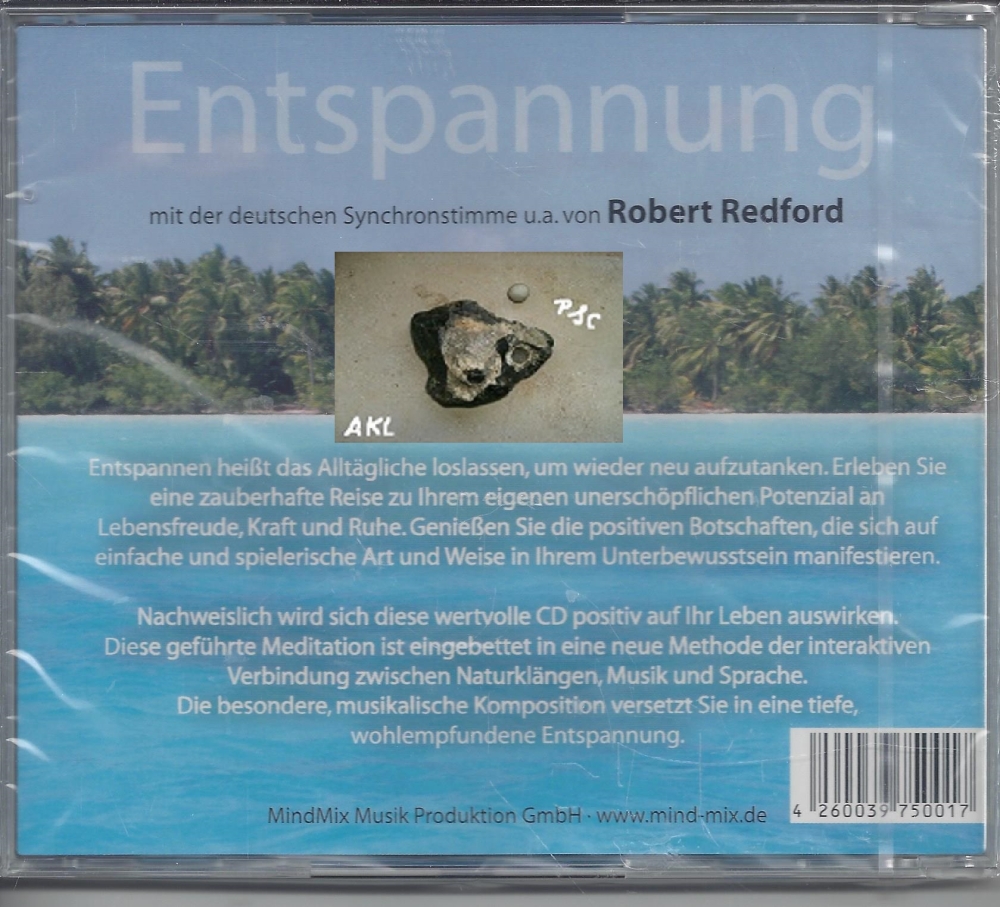 Entspannung
mit der deutschen Synchronstimme u.a. von Robert Redford
PSC
AKL
Entspannen heißt das Alltägliche loslassen, um wieder neu aufzutanken. Erleben Sie
eine zauberhafte Reise zu Ihrem eigenen unerschöpflichen Potenzial an
Lebensfreude, Kraft und Ruhe. Genießen Sie die positiven Botschaften, die sich auf
einfache und spielerische Art und Weise in Ihrem Unterbewusstsein manifestieren.
Nachweislich wird sich diese wertvolle CD positiv auf Ihr Leben auswirken.
Diese geführte Meditation ist eingebettet in eine neue Methode der interaktiven
Verbindung zwischen Naturklängen, Musik und Sprache.
Die besondere, musikalische Komposition versetzt Sie in eine tiefe,
wohlempfundene Entspannung.
4 260039 750017
MindMix Musik Produktion GmbH · www.mind-mix.de